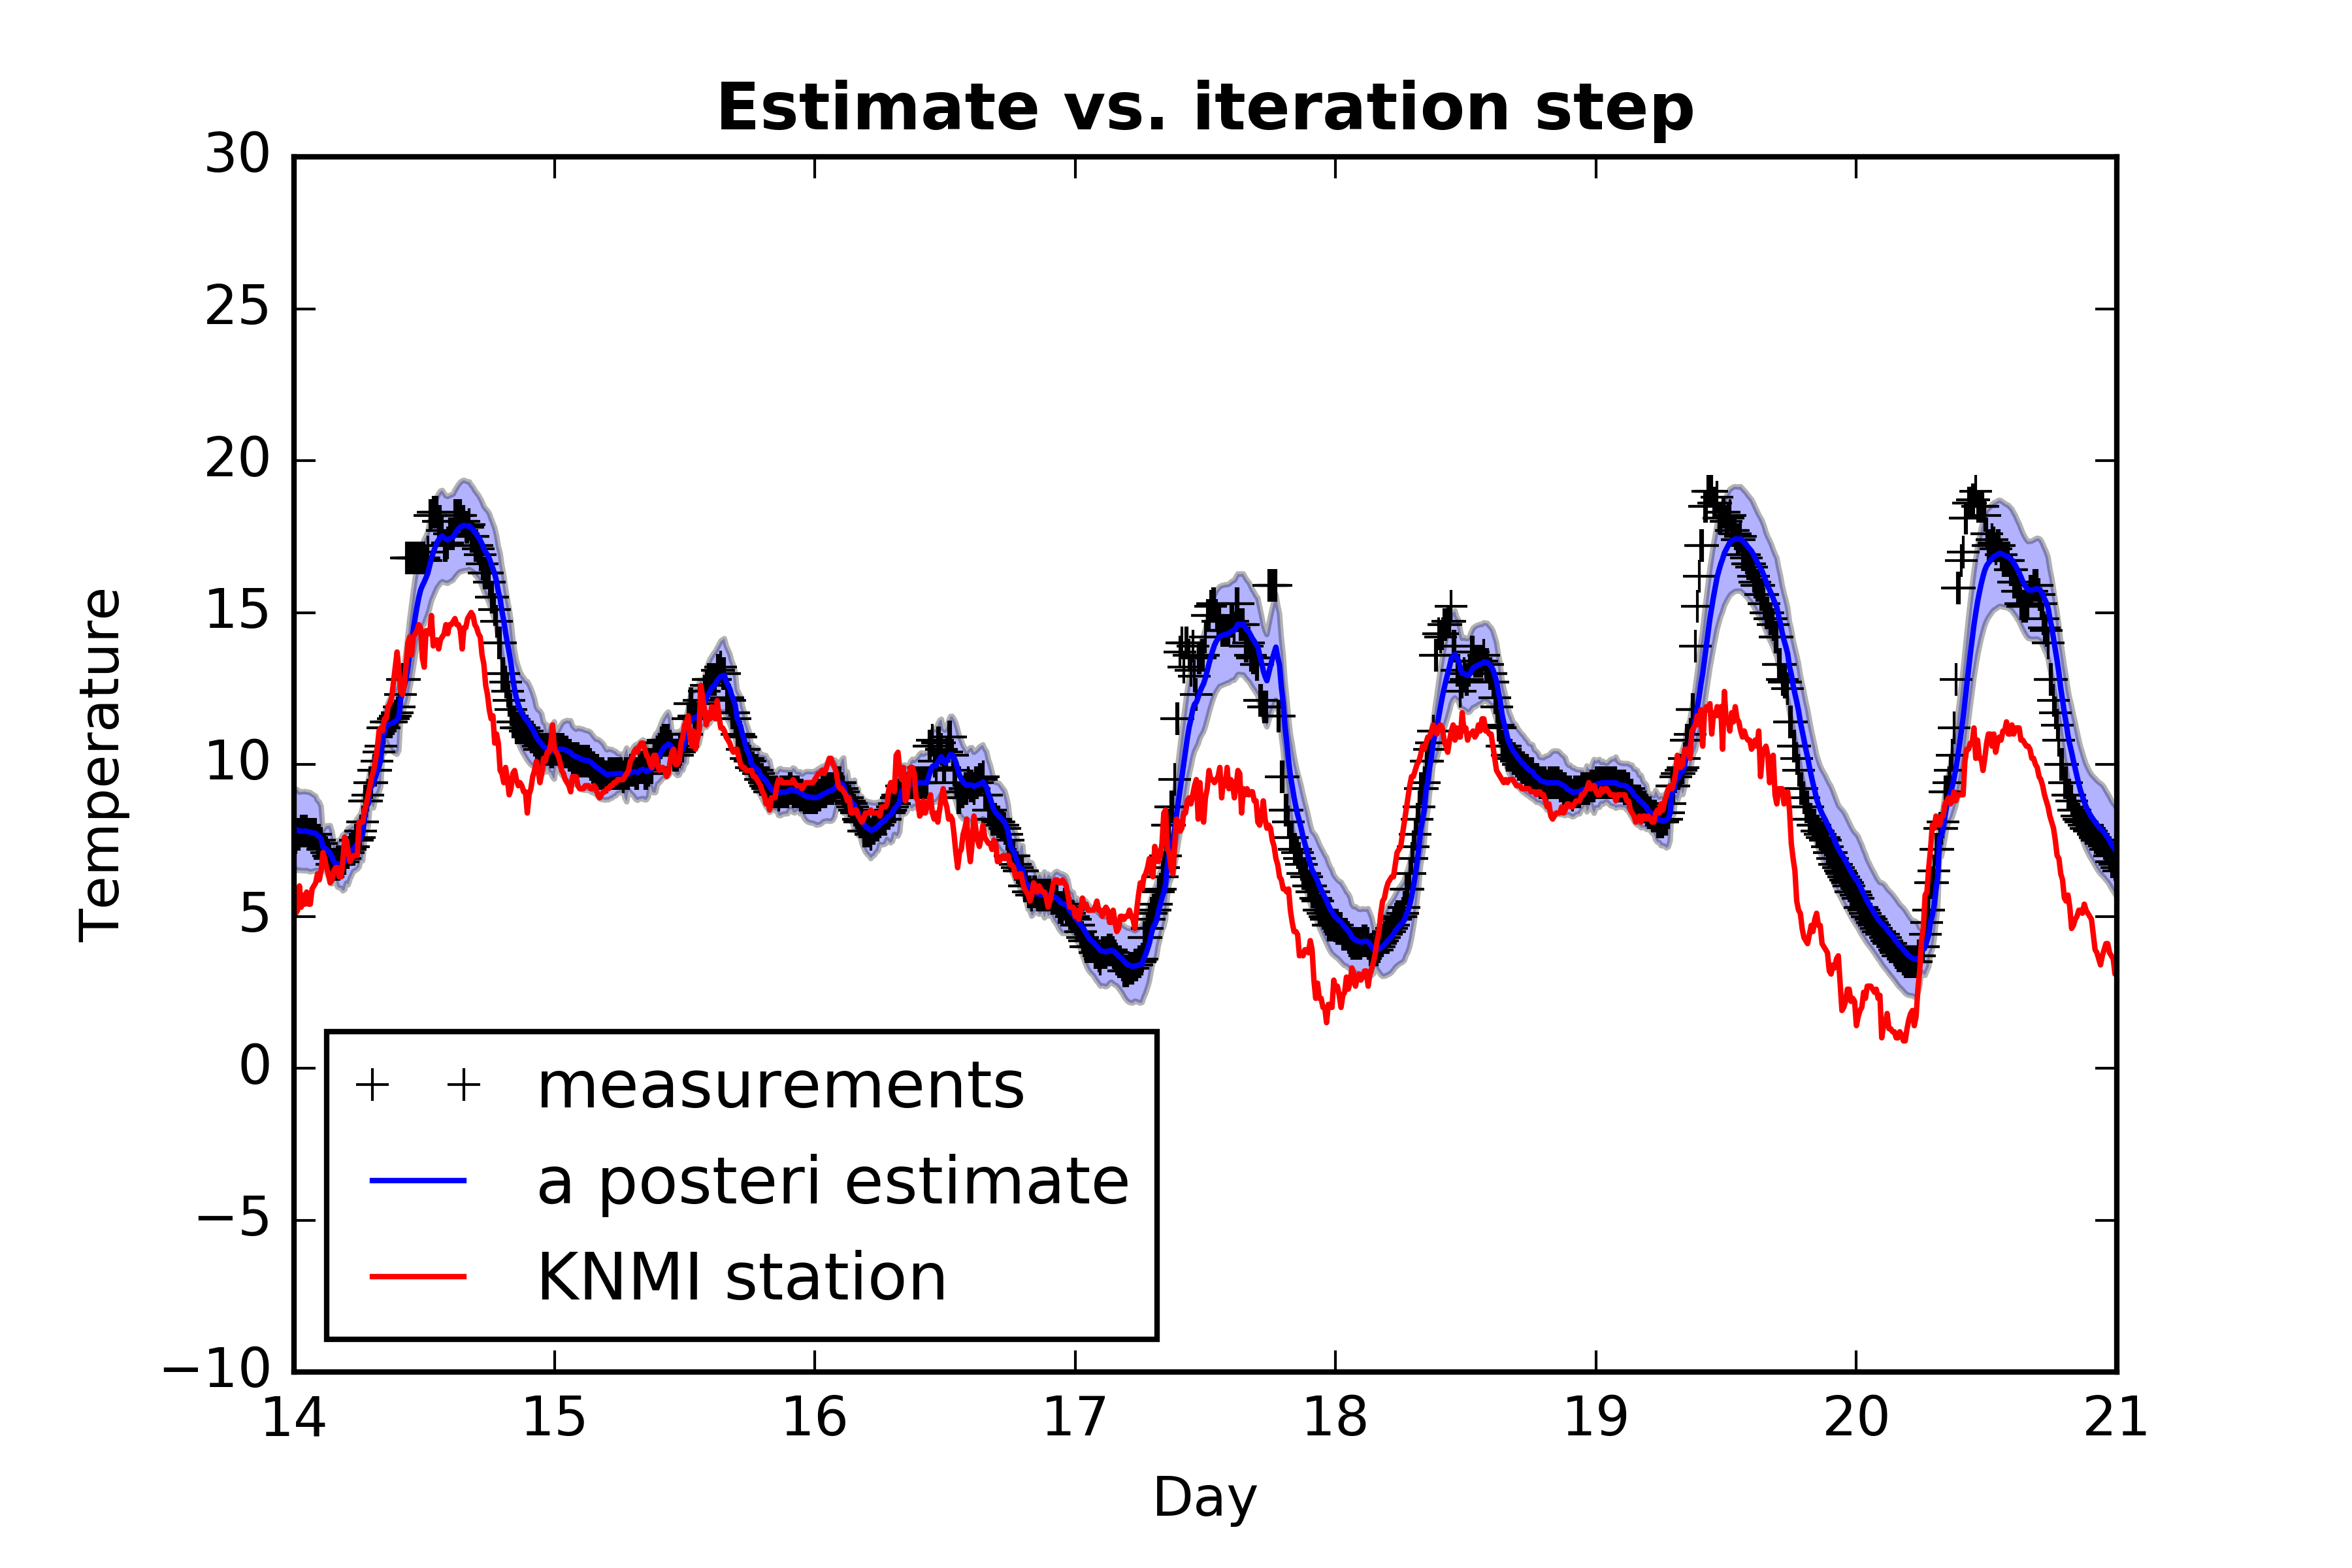 Estimate vs. iteration step
30
25
20
15
10
5
0
−5
−10
Temperature
measurements
a posteri estimate
KNMI station
14 15 16 17 18 19 20 21
Day